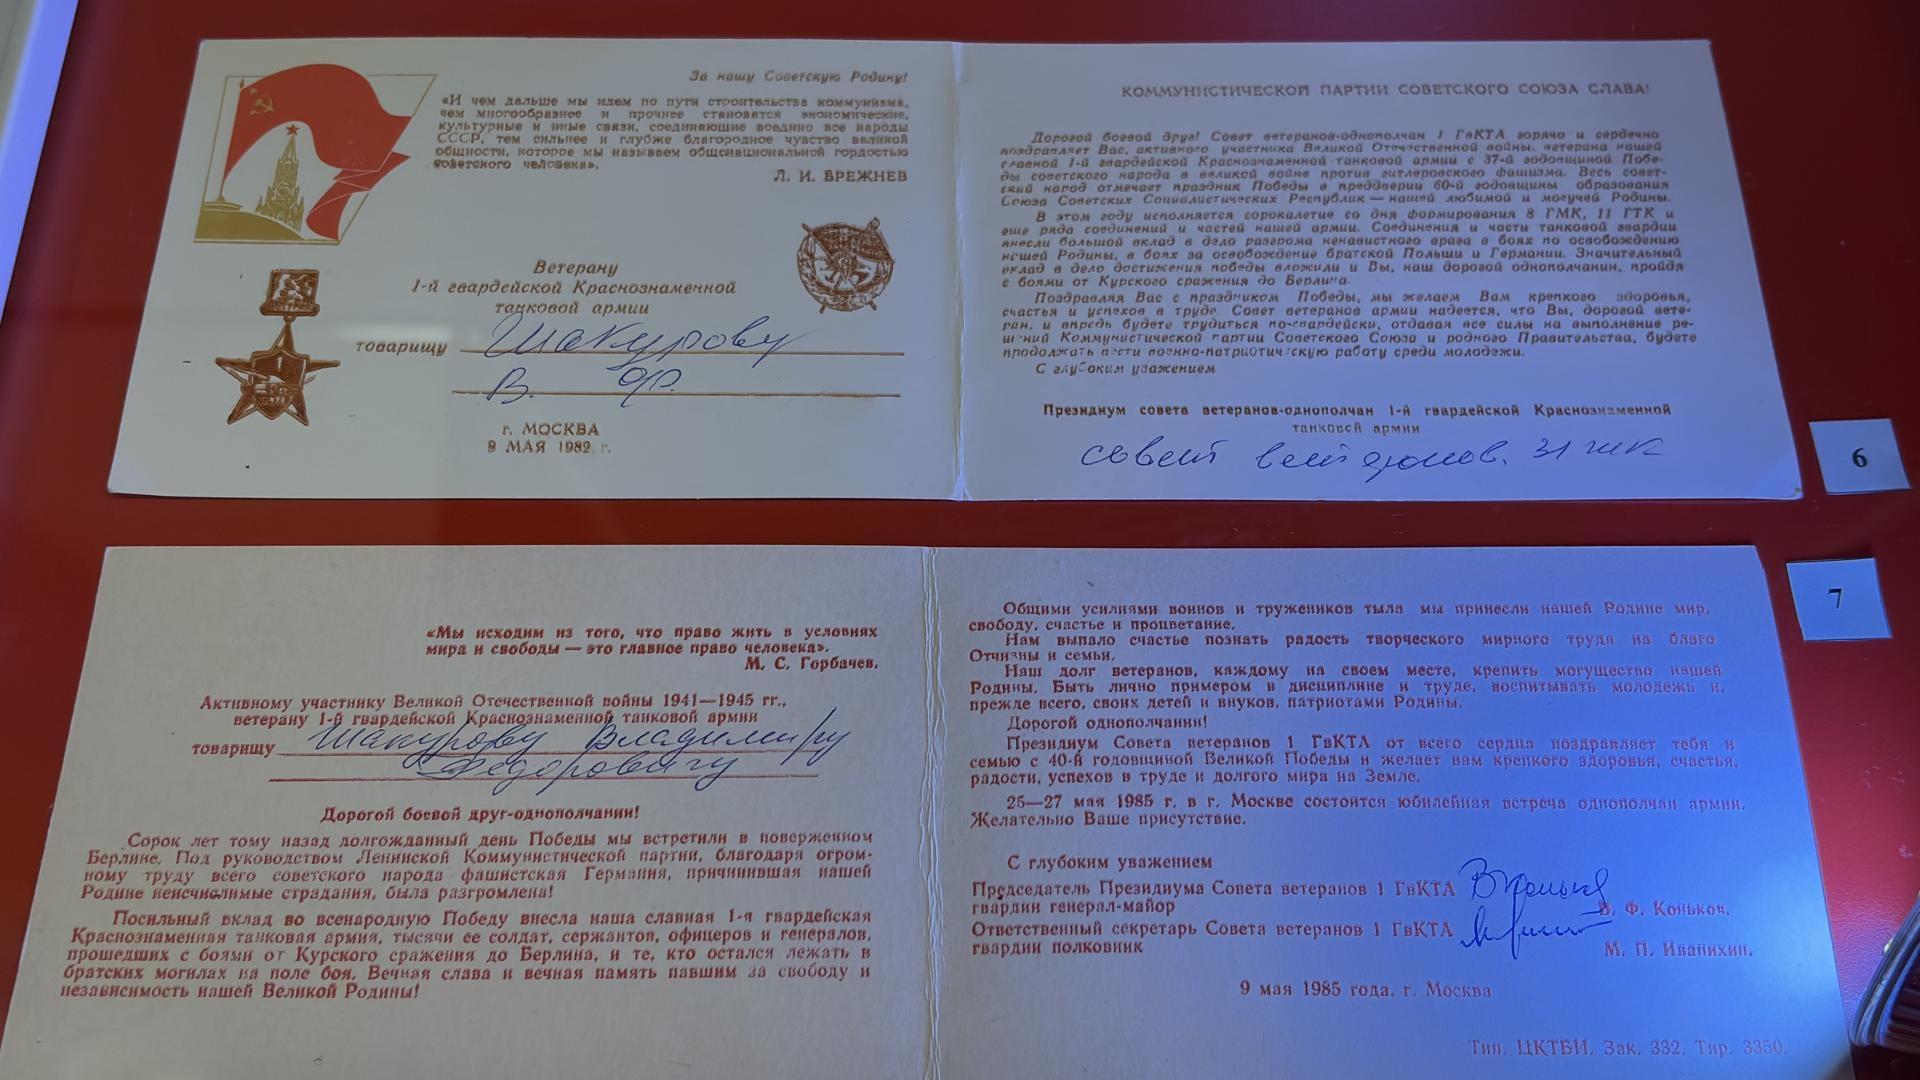 За нашу Советскую Родину!
«И чем дальше мы идем по пути строительства коммунизма,
чем многообразнее и прочнее становятся экономические,
культурные и иные связи, соединяющие воедино все народы
СССР, тем сильнее и глубже благородное чувство великой
общности, которое мы называем общенациональной гордостью
советского человека».
Л. И. БРЕЖНЕВ
Ветерану
1-й гвардейской Краснознаменной
танковой армии
товарищу Шакурову
В. Ф.
г. МОСКВА
9 МАЯ 1982 г.
КОММУНИСТИЧЕСКОЙ ПАРТИИ СОВЕТСКОГО СОЮЗА СЛАВА!
Дорогой боевой друг! Совет ветеранов-однополчан 1 ГвКТА горячо и сердечно
поздравляет Вас, активного участника Великой Отечественной войны, ветерана нашей
славной 1-й гвардейской Краснознаменной танковой армии с 37-й годовщиной Побе-
ды советского народа в великой войне против гитлеровского фашизма. Весь совет-
ский народ отмечает праздник Победы в преддверии 60-й годовщины образования
Союза Советских Социалистических Республик — нашей любимой и могучей Родины.
В этом году исполняется сорокалетие со дня формирования 8 ГМК, 11 ГТК и
еще ряда соединений и частей нашей армии. Соединения и части танковой гвардии
внесли большой вклад в дело разгрома ненавистного врага в боях по освобождению
нашей Родины, в боях за освобождение братской Польши и Германии. Значительный
вклад в дело достижения победы вложили и Вы, наш дорогой однополчанин, пройдя
с боями от Курского сражения до Берлина.
Поздравляя Вас с праздником Победы, мы желаем Вам крепкого здоровья,
счастья и успехов в труде. Совет ветеранов армии надеется, что Вы, дорогой вете-
ран, и впредь будете трудиться по-гвардейски, отдавая все силы на выполнение ре-
шений Коммунистической партии Советского Союза и родного Правительства, будете
продолжать вести военно-патриотическую работу среди молодежи.
С глубоким уважением
Президиум совета ветеранов-однополчан 1-й гвардейской Краснознаменной
танковой армии
совет ветеранов. 31
6
«Мы исходим из того, что право жить в условиях
мира и свободы — это главное право человека».
М. С. Горбачев.
Активному участнику Великой Отечественной войны 1941—1945 гг.,
ветерану 1-й гвардейской Краснознаменной танковой армии
товарищу Шакурову Владимиру
Федоровичу
Дорогой боевой друг-однополчанин!
Сорок лет тому назад долгожданный день Победы мы встретили в поверженном
Берлине. Под руководством Ленинской Коммунистической партии, благодаря огром-
ному труду всего советского народа фашистская Германия, причинившая нашей
Родине неисчислимые страдания, была разгромлена!
Посильный вклад во всенародную Победу внесла наша славная 1-я гвардейская
Краснознаменная танковая армия, тысячи ее солдат, сержантов, офицеров и генералов,
прошедших с боями от Курского сражения до Берлина, и те, кто остался лежать в
братских могилах на поле боя. Вечная слава и вечная память павшим за свободу и
независимость нашей Великой Родины!
Общими усилиями воинов и тружеников тыла мы принесли нашей Родине мир,
свободу, счастье и процветание.
Нам выпало счастье познать радость творческого мирного труда на благо
Отчизны и семьи.
Наш долг ветеранов, каждому на своем месте, крепить могущество нашей
Родины. Быть лично примером в дисциплине и труде, воспитывать молодежь и,
прежде всего, своих детей и внуков, патриотами Родины.
Дорогой однополчанин!
Президиум Совета ветеранов 1 ГвКТА от всего сердца поздравляет тебя и
семью с 40-й годовщиной Великой Победы и желает вам крепкого здоровья, счастья,
радости, успехов в труде и долгого мира на Земле.
25—27 мая 1985 г. в г. Москве состоится юбилейная встреча однополчан армии.
Желательно Ваше присутствие.
С глубоким уважением
Председатель Президиума Совета ветеранов 1 ГвКТА
гвардии генерал-майор В. Ф. Коньков.
Ответственный секретарь Совета ветеранов 1 ГвКТА
гвардии полковник М. П. Иванихин.
9 мая 1985 года, г. Москва
Тип. ЦКТБИ. Зак. 332. Тир. 3350.
7